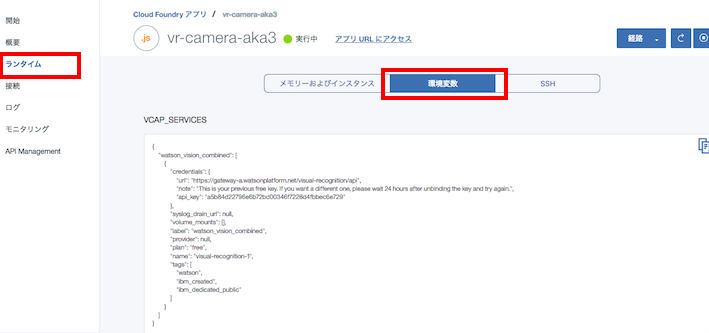 開始
概要
ランタイム
接続
ログ
モニタリング
API Management
Cloud Foundry アプリ / vr-camera-aka3
.js vr-camera-aka3 実行中 アプリ URL にアクセス 経路
メモリーおよびインスタンス 環境変数 SSH
VCAP_SERVICES
{
"watson_vision_combined": [
{
"credentials": {
"url": "https://gateway-a.watsonplatform.net/visual-recognition/api",
"note": "This is your previous free key. If you want a different one, please wait 24 hours after unbinding the key and try again.",
"api_key": "a5b84d22796e6b72bd00346f7228d4fbbec6e729"
},
"syslog_drain_url": null,
"volume_mounts": [],
"label": "watson_vision_combined",
"provider": null,
"plan": "free",
"name": "visual-recognition-1",
"tags": [
"watson",
"ibm_created",
"ibm_dedicated_public"
]
}
]
}